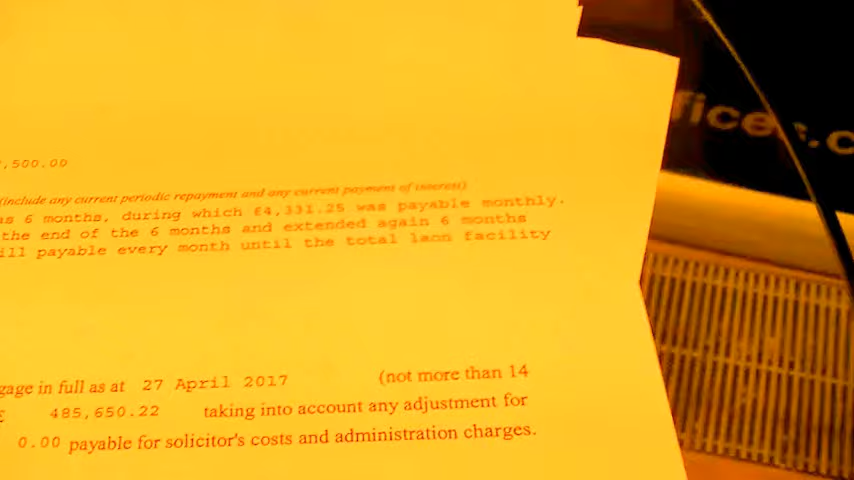 ,500.00
(include any current periodic repayment and any current payment of interest)
as 6 months, during which £4,331.25 was payable monthly.
the end of the 6 months and extended again 6 months
ill payable every month until the total laon facility
gage in full as at 27 April 2017 (not more than 14
£ 485,650.22 taking into account any adjustment for
0.00 payable for solicitor's costs and administration charges.
fices.c